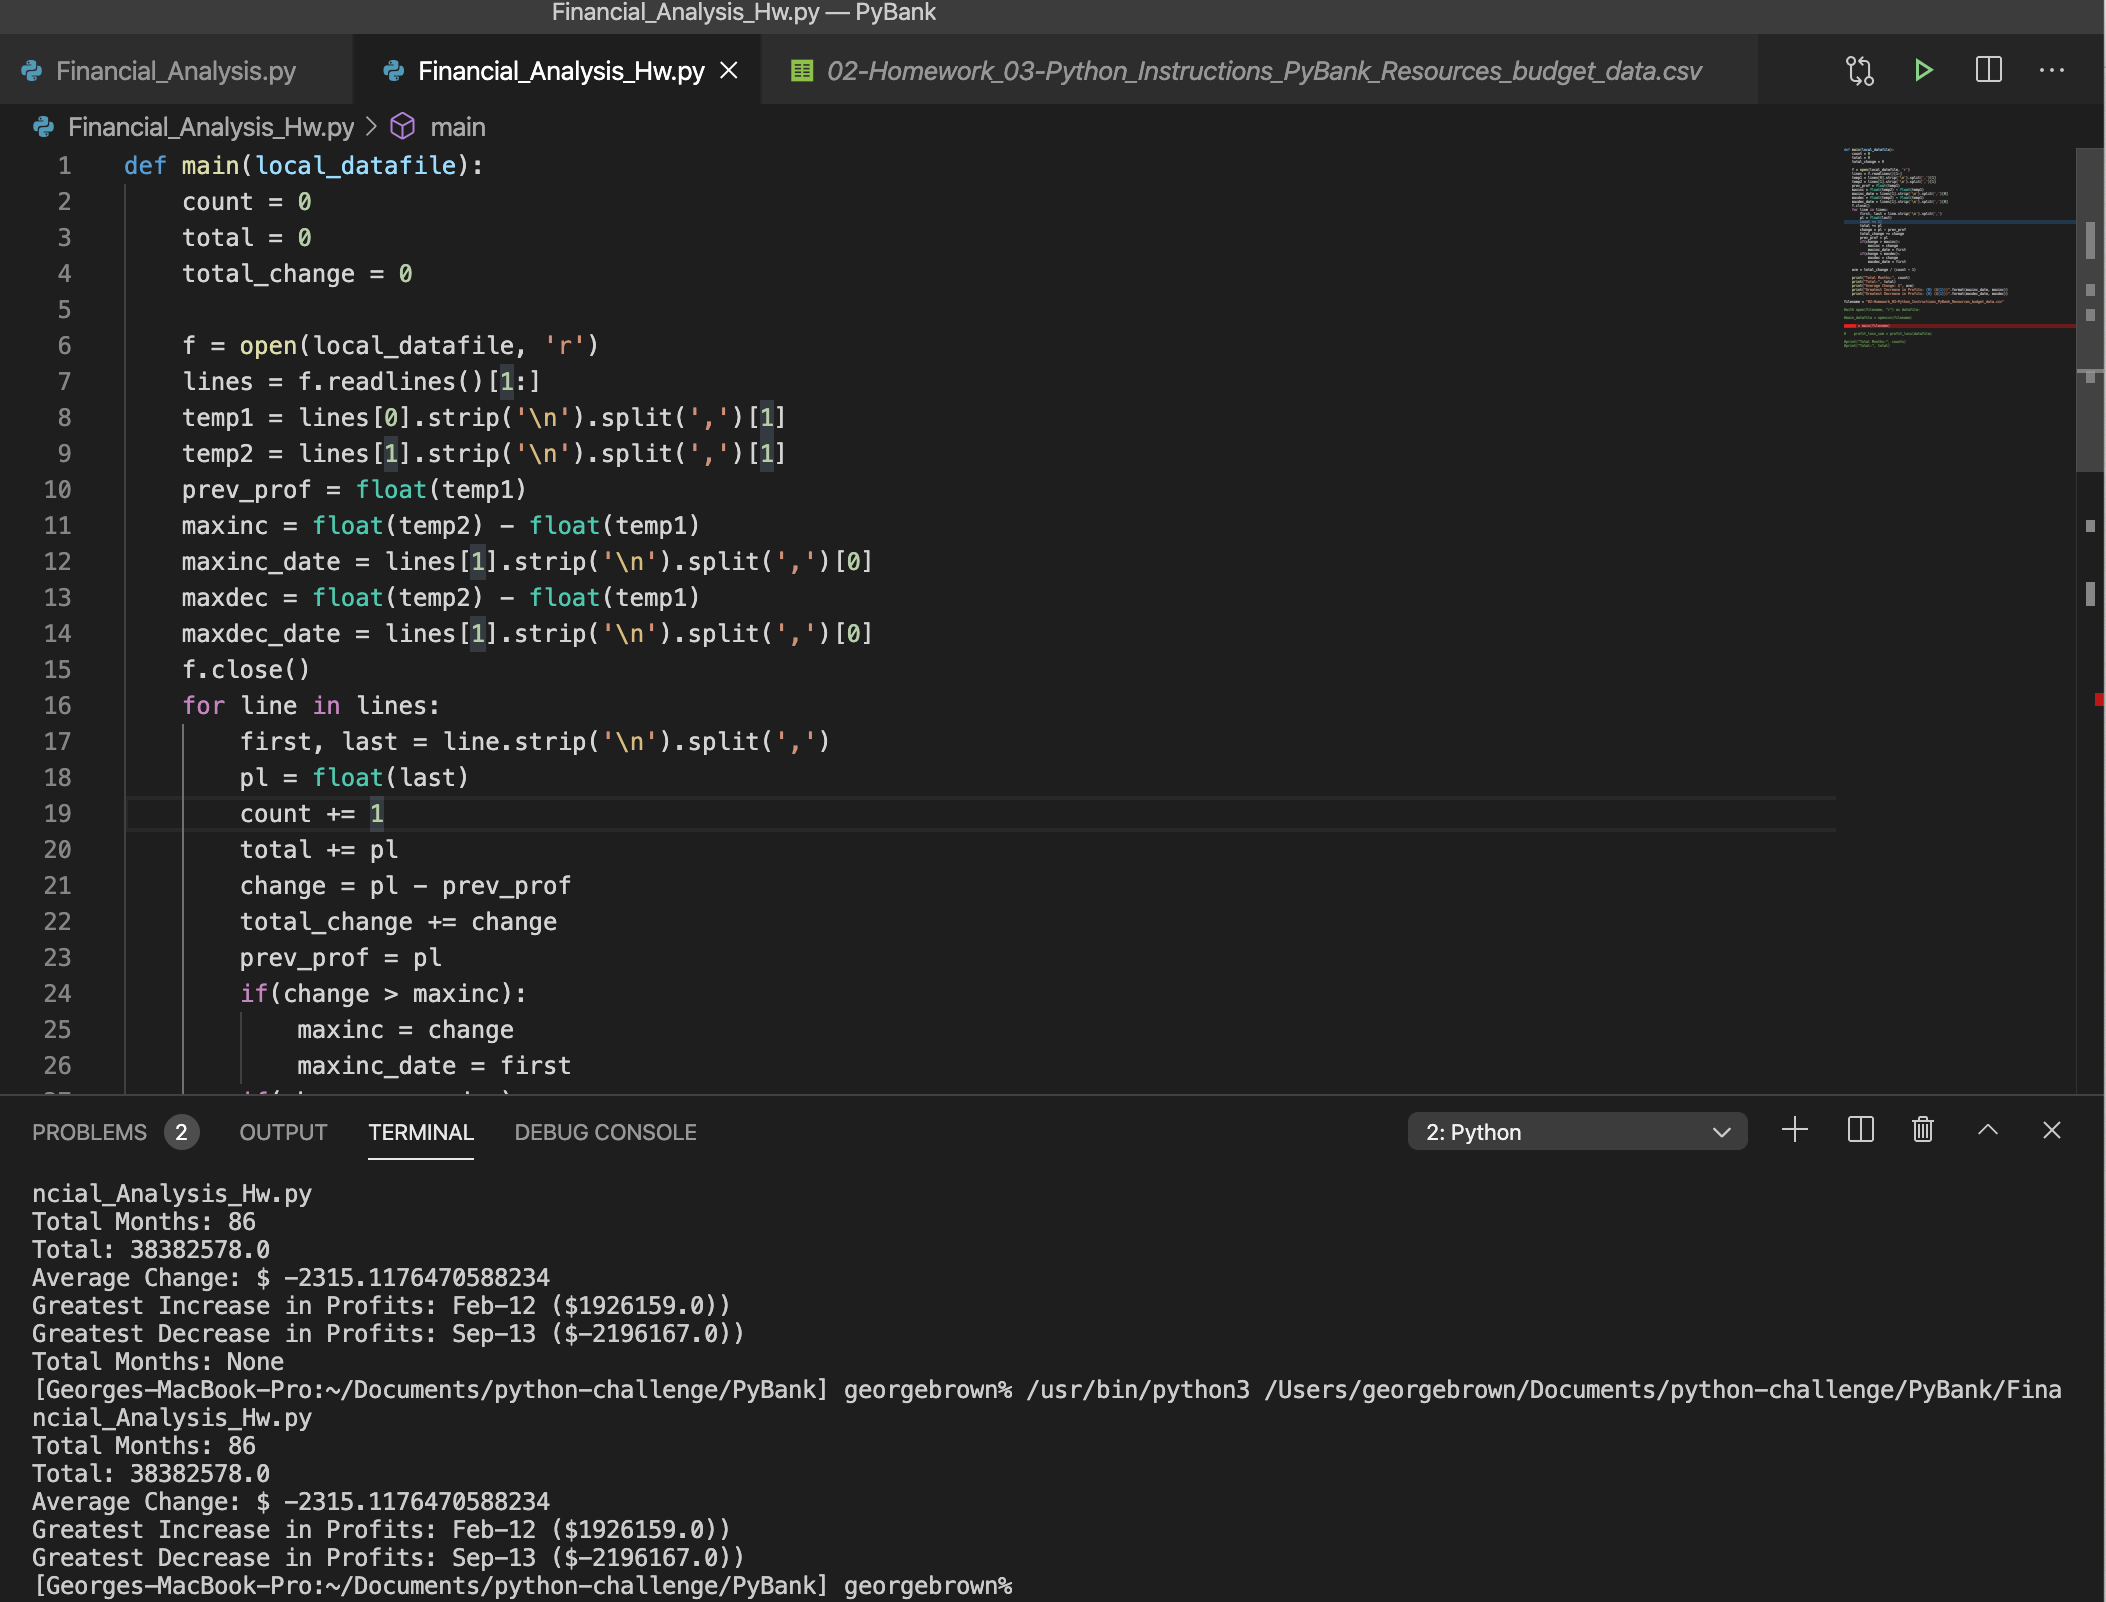 Financial_Analysis_Hw.py — PyBank
Financial_Analysis.py
Financial_Analysis_Hw.py
02-Homework_03-Python_Instructions_PyBank_Resources_budget_data.csv
Financial_Analysis_Hw.py > main
1 def main(local_datafile):
2     count = 0
3     total = 0
4     total_change = 0
5
6     f = open(local_datafile, 'r')
7     lines = f.readlines()[1:]
8     temp1 = lines[0].strip('\n').split(',')[1]
9     temp2 = lines[1].strip('\n').split(',')[1]
10     prev_prof = float(temp1)
11     maxinc = float(temp2) - float(temp1)
12     maxinc_date = lines[1].strip('\n').split(',')[0]
13     maxdec = float(temp2) - float(temp1)
14     maxdec_date = lines[1].strip('\n').split(',')[0]
15     f.close()
16     for line in lines:
17         first, last = line.strip('\n').split(',')
18         pl = float(last)
19         count += 1
20         total += pl
21         change = pl - prev_prof
22         total_change += change
23         prev_prof = pl
24         if(change > maxinc):
25             maxinc = change
26             maxinc_date = first
PROBLEMS 2 OUTPUT TERMINAL DEBUG CONSOLE 2: Python
ncial_Analysis_Hw.py
Total Months: 86
Total: 38382578.0
Average Change: $ -2315.1176470588234
Greatest Increase in Profits: Feb-12 ($1926159.0))
Greatest Decrease in Profits: Sep-13 ($-2196167.0))
Total Months: None
[Georges-MacBook-Pro:~/Documents/python-challenge/PyBank] georgebrown% /usr/bin/python3 /Users/georgebrown/Documents/python-challenge/PyBank/Fina
ncial_Analysis_Hw.py
Total Months: 86
Total: 38382578.0
Average Change: $ -2315.1176470588234
Greatest Increase in Profits: Feb-12 ($1926159.0))
Greatest Decrease in Profits: Sep-13 ($-2196167.0))
[Georges-MacBook-Pro:~/Documents/python-challenge/PyBank] georgebrown%